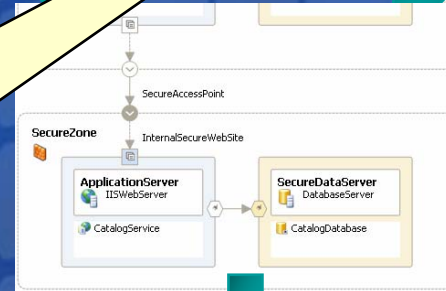 SecureAccessPoint
SecureZone
InternalSecureWebSite
ApplicationServer
IISWebServer
CatalogService
SecureDataServer
DatabaseServer
CatalogDatabase